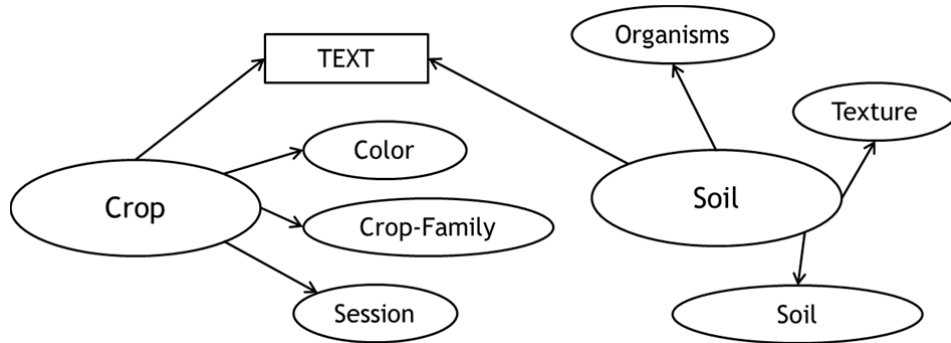 Organisms
TEXT
Texture
Color
Crop
Soil
Crop-Family
Session
Soil